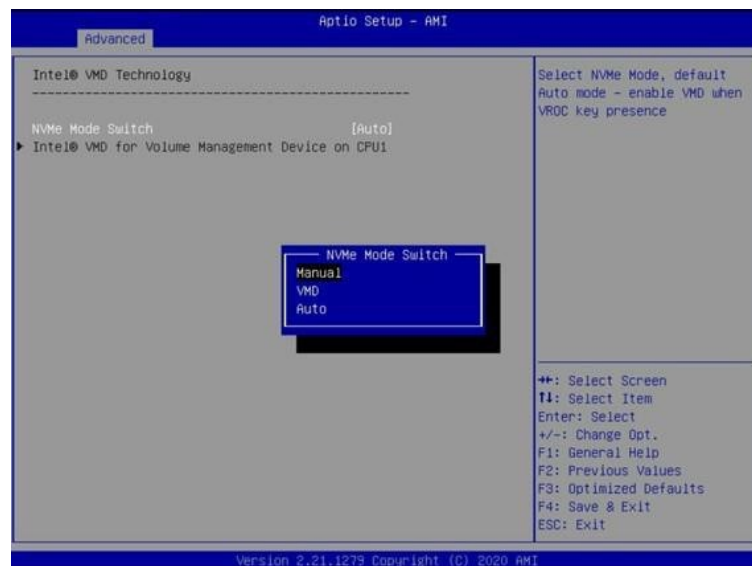 Aptio Setup - AMI
Advanced
Intel® VMD Technology
--------------------------------------------------
NVMe Mode Switch [Auto]
Intel® VMD for Volume Management Device on CPU1
NVMe Mode Switch
Manual
VMD
Auto
Select NVMe Mode, default
Auto mode - enable VMD when
VROC key presence
→←: Select Screen
↑↓: Select Item
Enter: Select
+/-: Change Opt.
F1: General Help
F2: Previous Values
F3: Optimized Defaults
F4: Save & Exit
ESC: Exit
Version 2.21.1279 Copyright (C) 2020 AMI